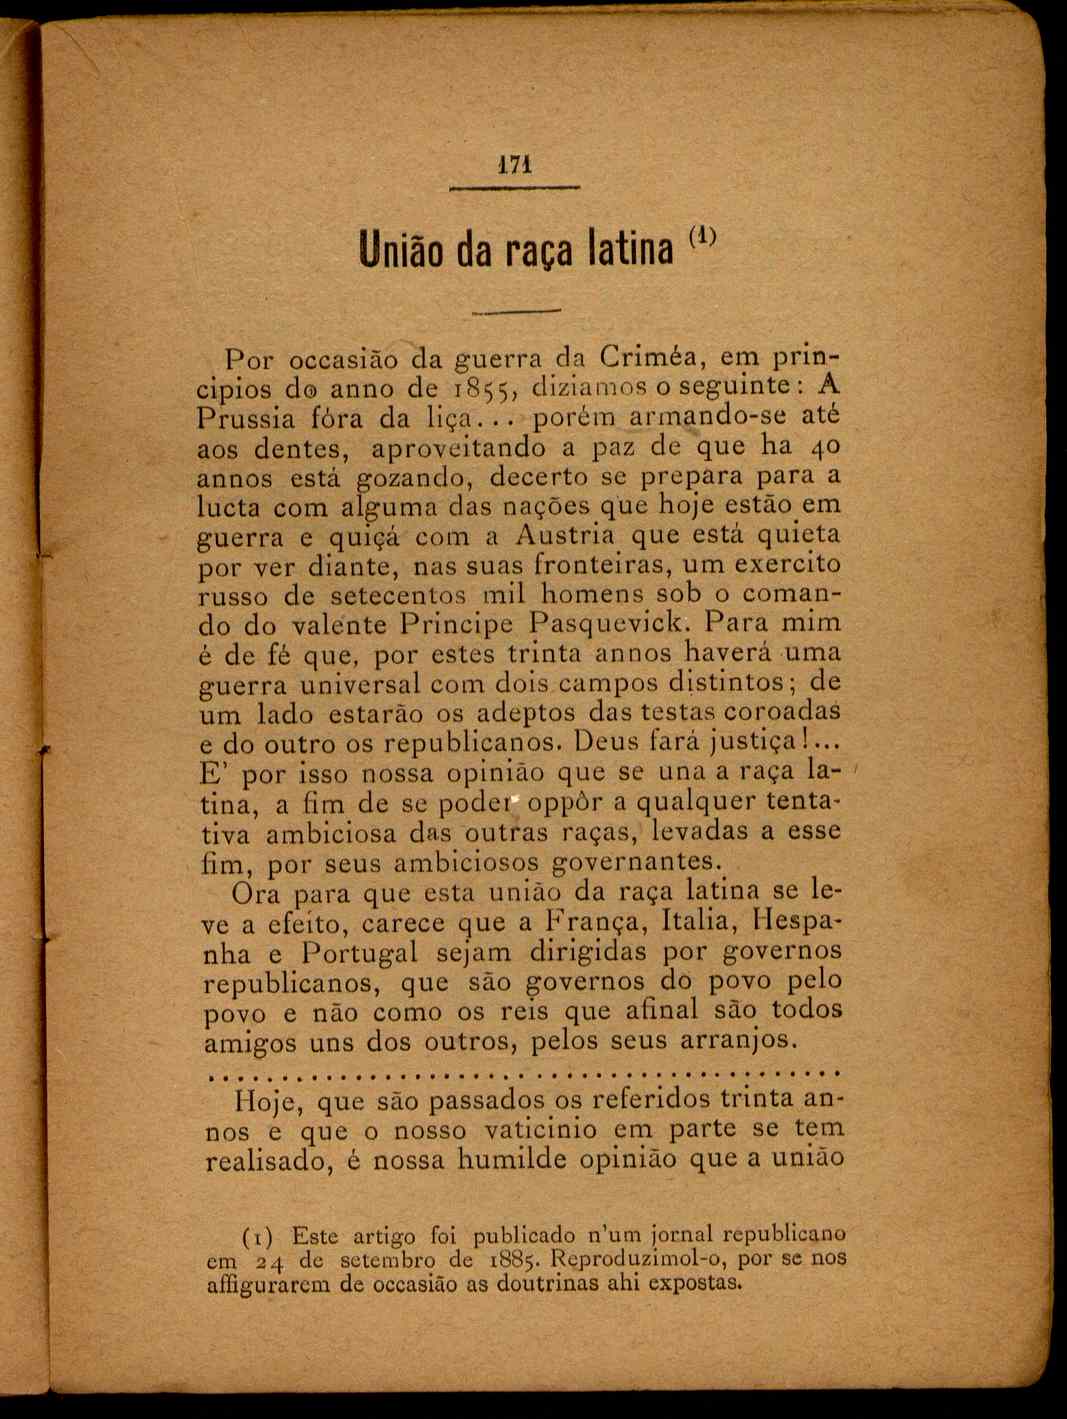 171
União da raça latina (1)
Por occasião da guerra da Criméa, em prin-
cipios do anno de 1855, diziamos o seguinte: A
Prussia fóra da liça... porém armando-se até
aos dentes, aproveitando a paz de que ha 40
annos está gozando, decerto se prepara para a
lucta com alguma das nações que hoje estão em
guerra e quiçá com a Austria que está quieta
por ver diante, nas suas fronteiras, um exercito
russo de setecentos mil homens sob o coman-
do do valente Principe Pasquevick. Para mim
é de fé que, por estes trinta annos haverá uma
guerra universal com dois campos distintos; de
um lado estarão os adeptos das testas coroadas
e do outro os republicanos. Deus fará justiça!...
E' por isso nossa opinião que se una a raça la-
tina, a fim de se poder oppôr a qualquer tenta-
tiva ambiciosa das outras raças, levadas a esse
fim, por seus ambiciosos governantes.
Ora para que esta união da raça latina se le-
ve a efeito, carece que a França, Italia, Hespa-
nha e Portugal sejam dirigidas por governos
republicanos, que são governos do povo pelo
povo e não como os reis que afinal são todos
amigos uns dos outros, pelos seus arranjos.
............................................
Hoje, que são passados os referidos trinta an-
nos e que o nosso vaticinio em parte se tem
realisado, é nossa humilde opinião que a união
(1) Este artigo foi publicado n'um jornal republicano
em 24 de setembro de 1885. Reproduzimol-o, por se nos
affigurarem de occasião as doutrinas ahi expostas.